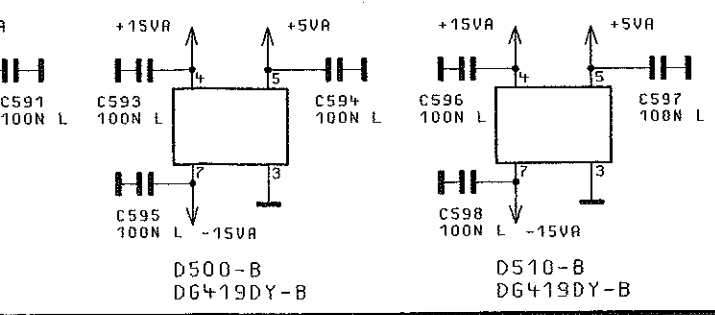 A
+15VA
+5VA
+15VA
+5VA
4
5
4
5
C591
100N L
C593
100N L
C594
100N L
C596
100N L
C597
100N L
7
3
7
3
C595
100N L
-15VA
C598
100N L
-15VA
D500-B
DG419DY-B
D510-B
DG419DY-B